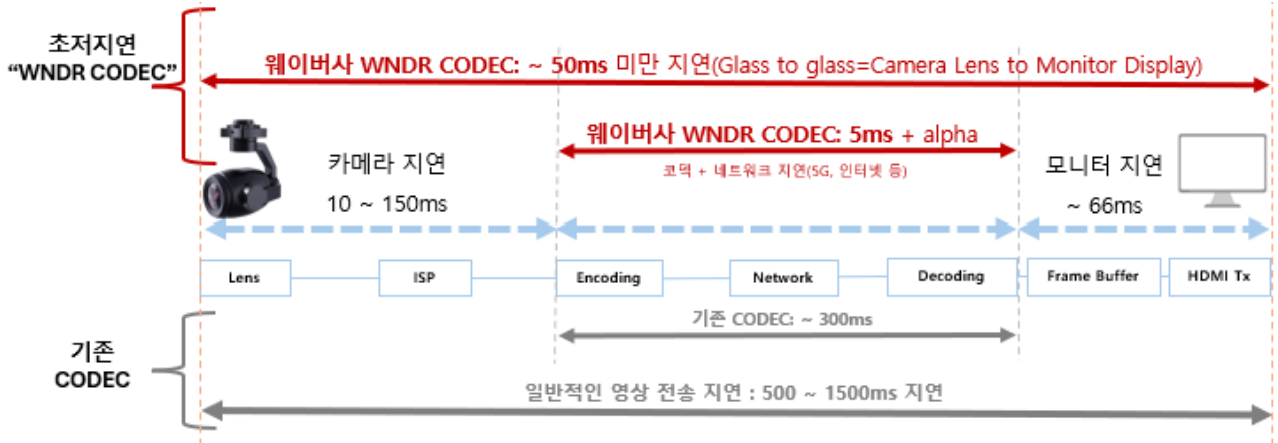 초저지연
“WNDR CODEC”
웨이버사 WNDR CODEC: ~ 50ms 미만 지연(Glass to glass=Camera Lens to Monitor Display)
웨이버사 WNDR CODEC: 5ms + alpha
코덱 + 네트워크 지연(5G, 인터넷 등)
카메라 지연
10 ~ 150ms
모니터 지연
~ 66ms
Lens
ISP
Encoding
Network
Decoding
Frame Buffer
HDMI Tx
기존 CODEC: ~ 300ms
기존
CODEC
일반적인 영상 전송 지연 : 500 ~ 1500ms 지연